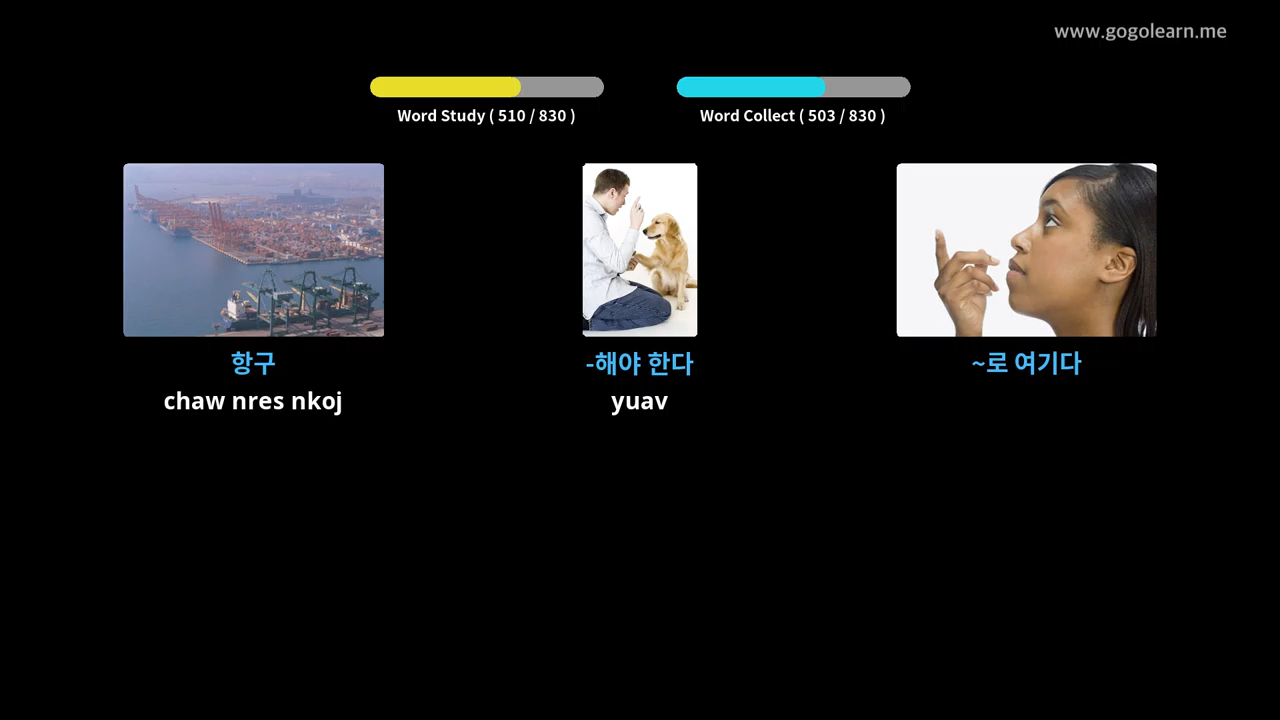 www.gogolearn.me
Word Study ( 510 / 830 )
Word Collect ( 503 / 830 )
항구
-해야 한다
~로 여기다
chaw nres nkoj
yuav